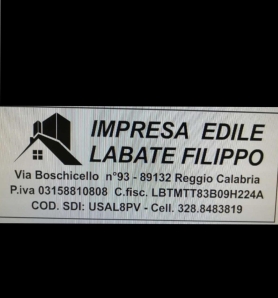 IMPRESA EDILE
LABATE FILIPPO
Via Boschicello n°93 - 89132 Reggio Calabria
P.iva 03158810808 C.fisc. LBTMTT83B09H224A
COD. SDI: USAL8PV - Cell. 328.8483819